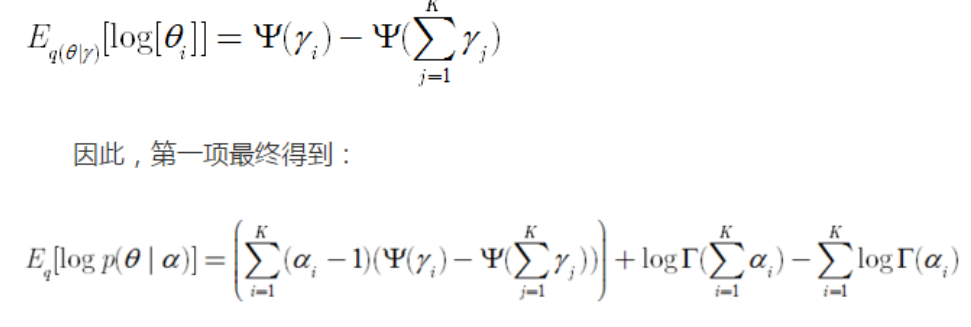 E_{q(θ|γ)}[log[θ_i]] = Ψ(γ_i) − Ψ(∑_{j=1}^{K} γ_j)
因此，第一项最终得到：
E_q[log p(θ | α)] = (∑_{i=1}^{K} (α_i − 1)(Ψ(γ_i) − Ψ(∑_{j=1}^{K} γ_j))) + log Γ(∑_{i=1}^{K} α_i) − ∑_{i=1}^{K} log Γ(α_i)